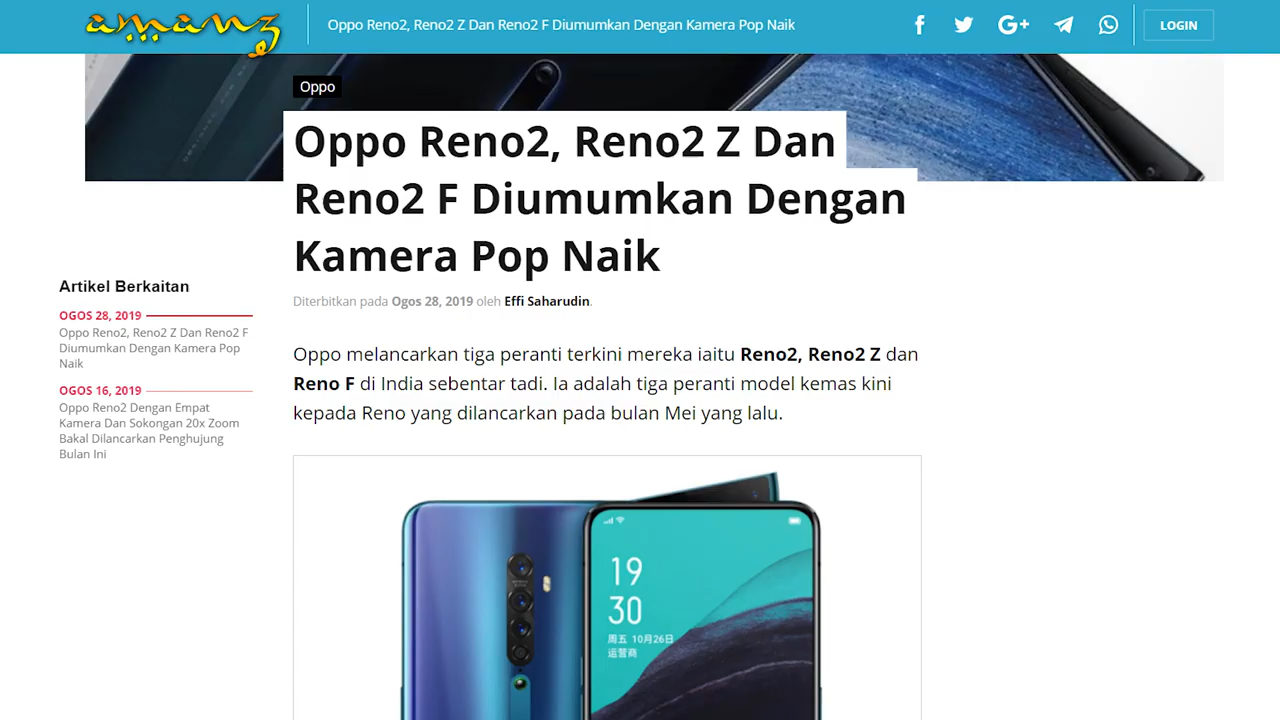 amanz
Oppo Reno2, Reno2 Z Dan Reno2 F Diumumkan Dengan Kamera Pop Naik
LOGIN
Oppo
Oppo Reno2, Reno2 Z Dan
Reno2 F Diumumkan Dengan
Kamera Pop Naik
Diterbitkan pada Ogos 28, 2019 oleh Effi Saharudin.
Artikel Berkaitan
OGOS 28, 2019
Oppo Reno2, Reno2 Z Dan Reno2 F
Diumumkan Dengan Kamera Pop
Naik
OGOS 16, 2019
Oppo Reno2 Dengan Empat
Kamera Dan Sokongan 20x Zoom
Bakal Dilancarkan Penghujung
Bulan Ini
Oppo melancarkan tiga peranti terkini mereka iaitu Reno2, Reno2 Z dan
Reno F di India sebentar tadi. Ia adalah tiga peranti model kemas kini
kepada Reno yang dilancarkan pada bulan Mei yang lalu.
19
30
周五 10月26日
运营商